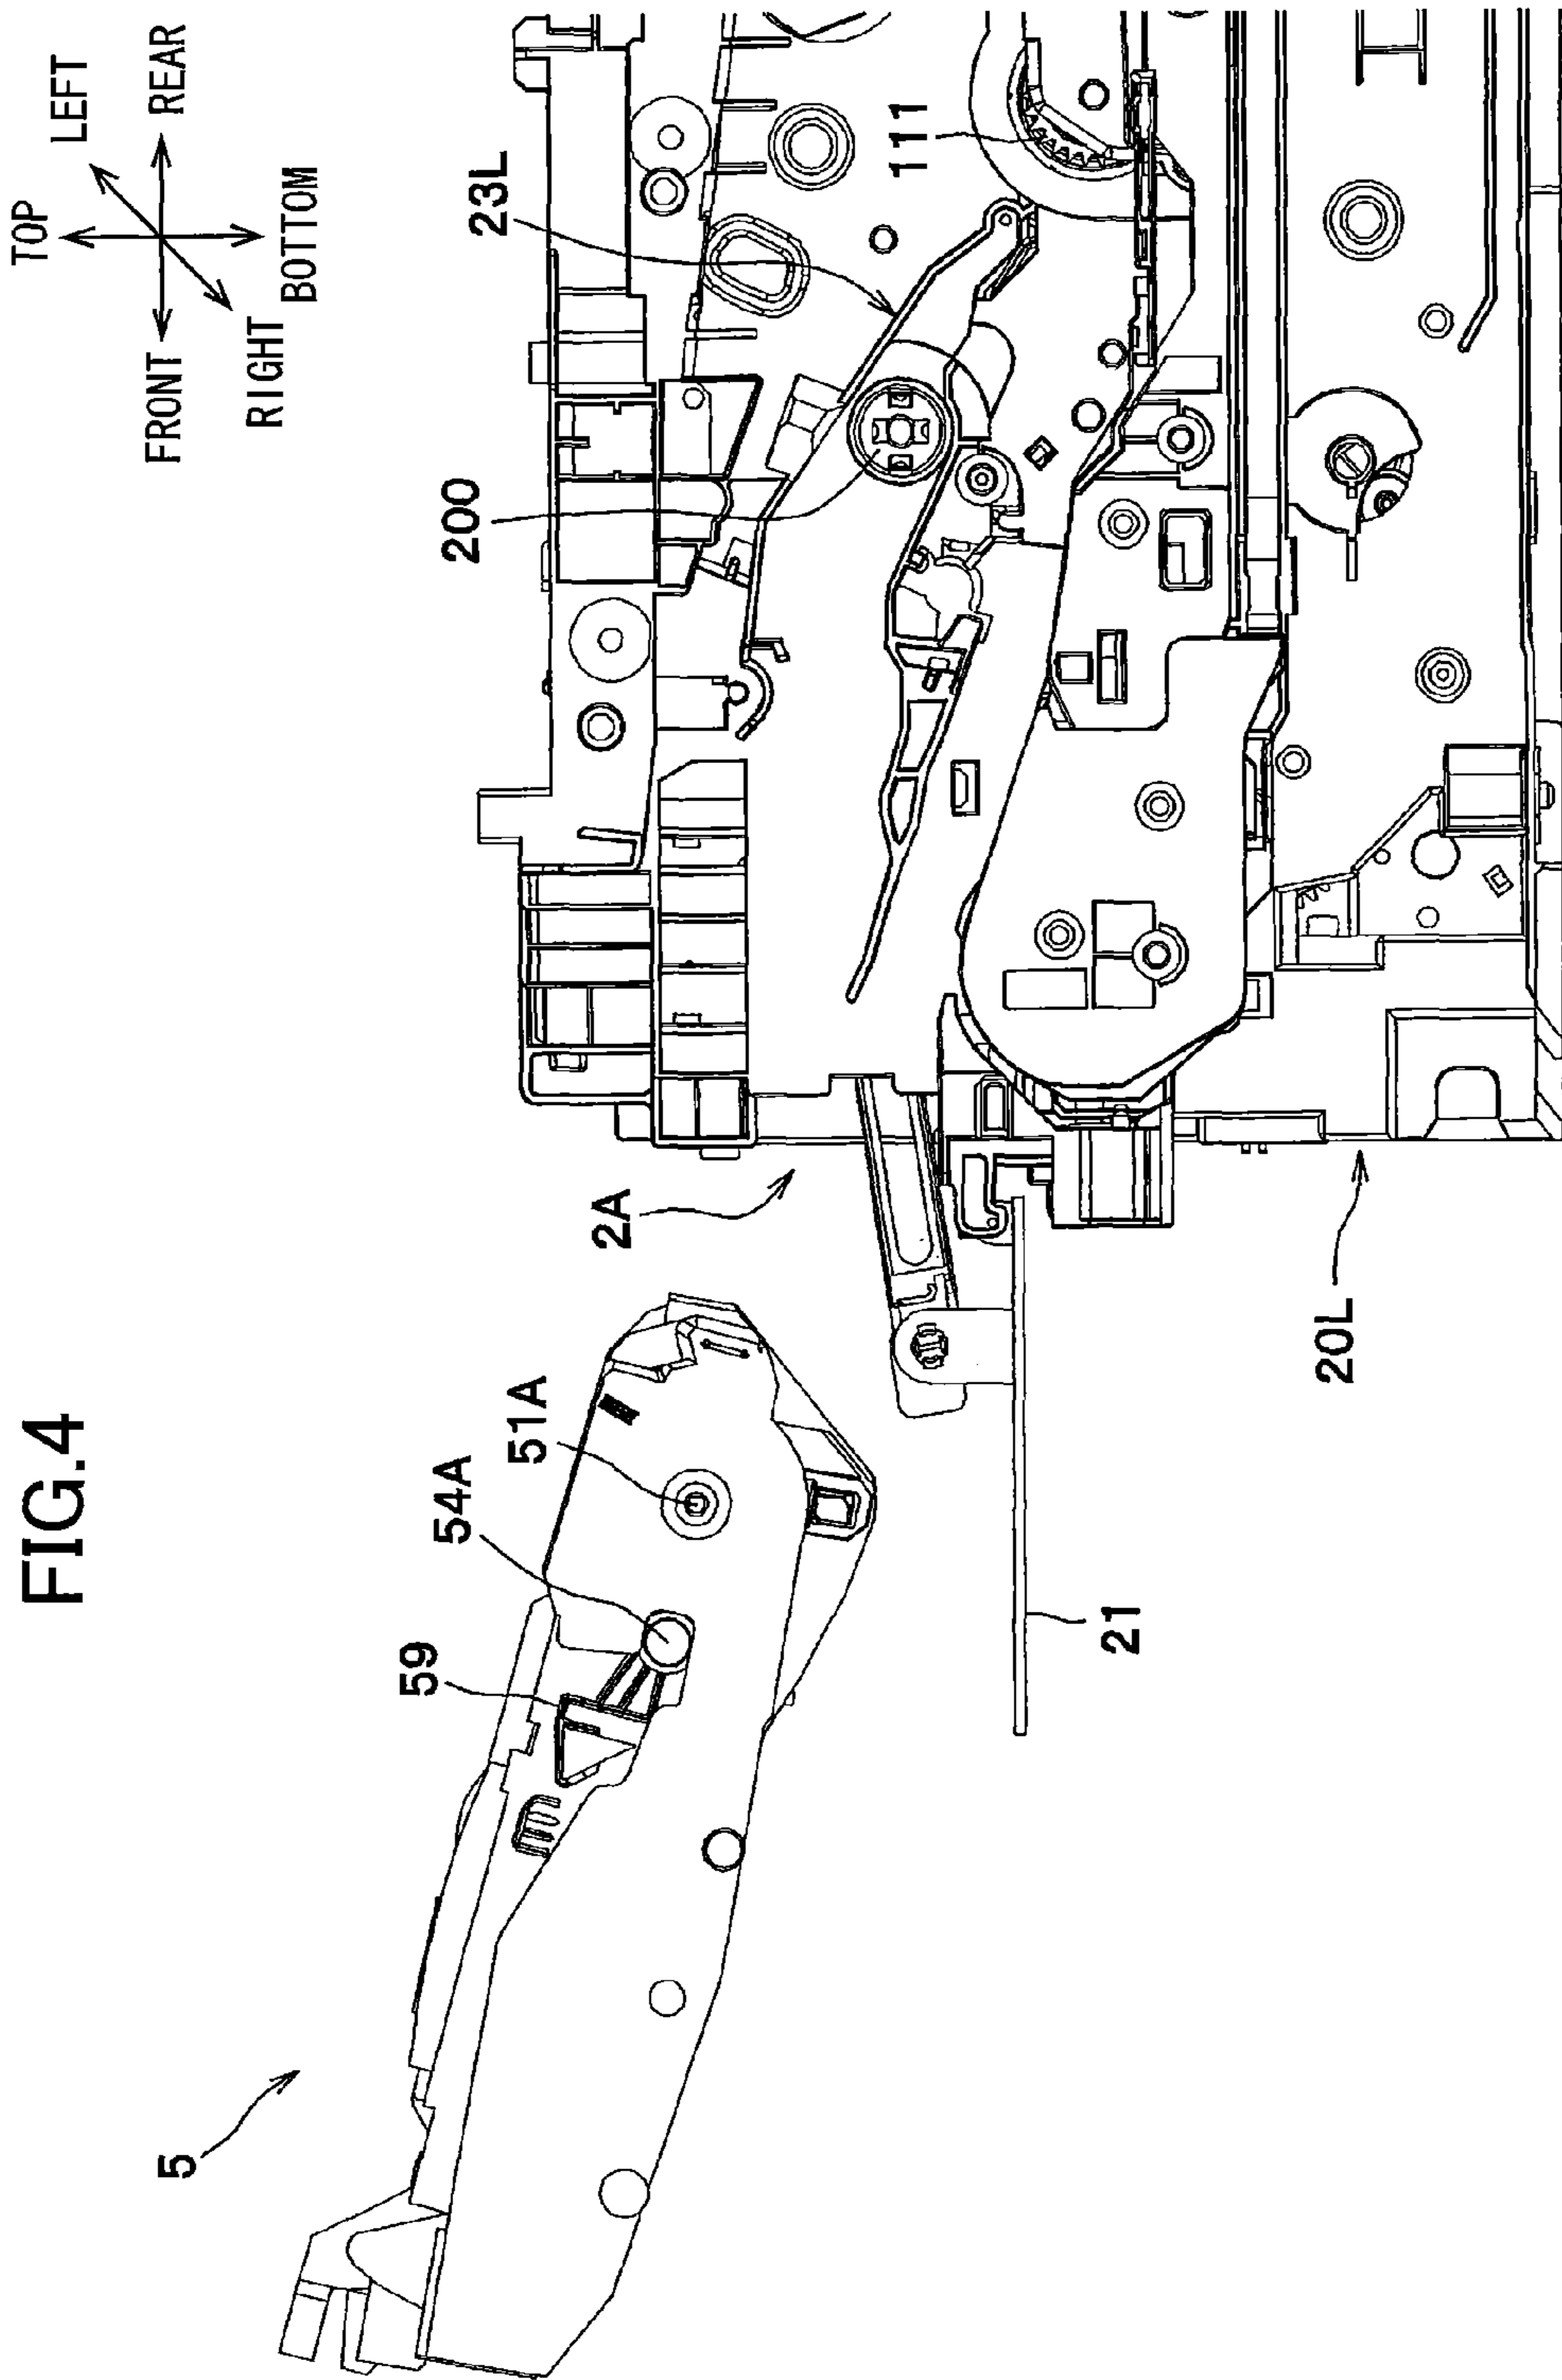 FIG.4
TOP
LEFT
FRONT
REAR
RIGHT
BOTTOM
5
59
54A
51A
2A
200
23L
111
21
20L